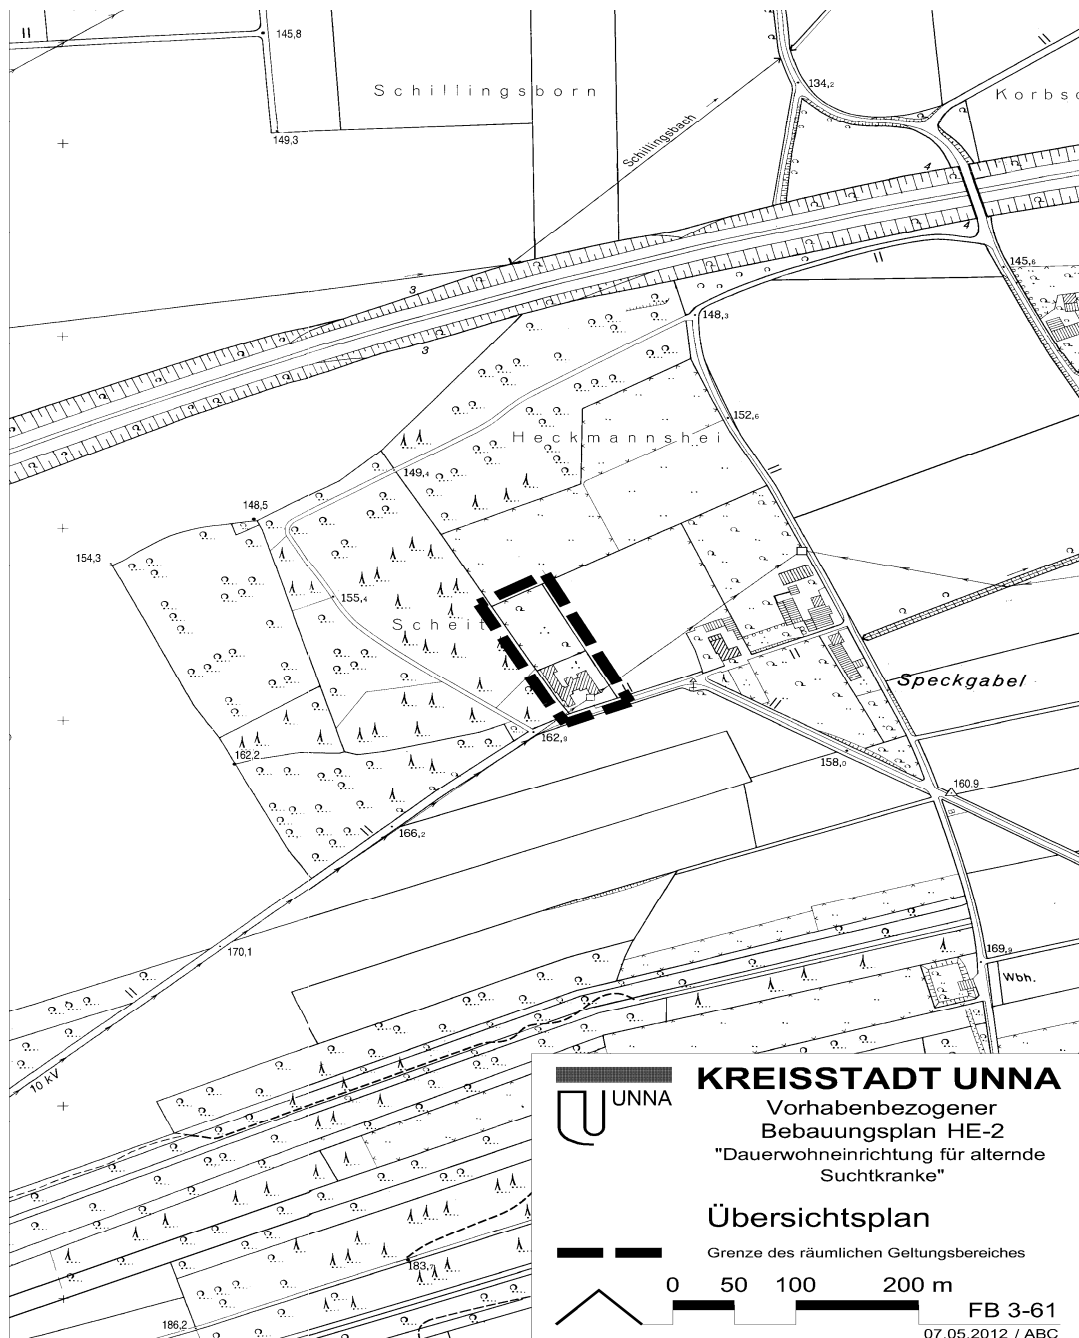 145,8
Schillingsborn
134,2
Korbsc
149,3
Schillingsbach
4
4
145,6
3
3
148,3
152,6
Heckmannshei
149,4
148,5
154,3
155,4
Scheit
Speckgabel
162,9
162,2
158,0
160.9
166,2
170,1
169,9
Wbh.
10 kV
183,7
186,2
UNNA
KREISSTADT UNNA
Vorhabenbezogener
Bebauungsplan HE-2
"Dauerwohneinrichtung für alternde
Suchtkranke"
Übersichtsplan
Grenze des räumlichen Geltungsbereiches
0 50 100 200 m
FB 3-61
07.05.2012 / ABC